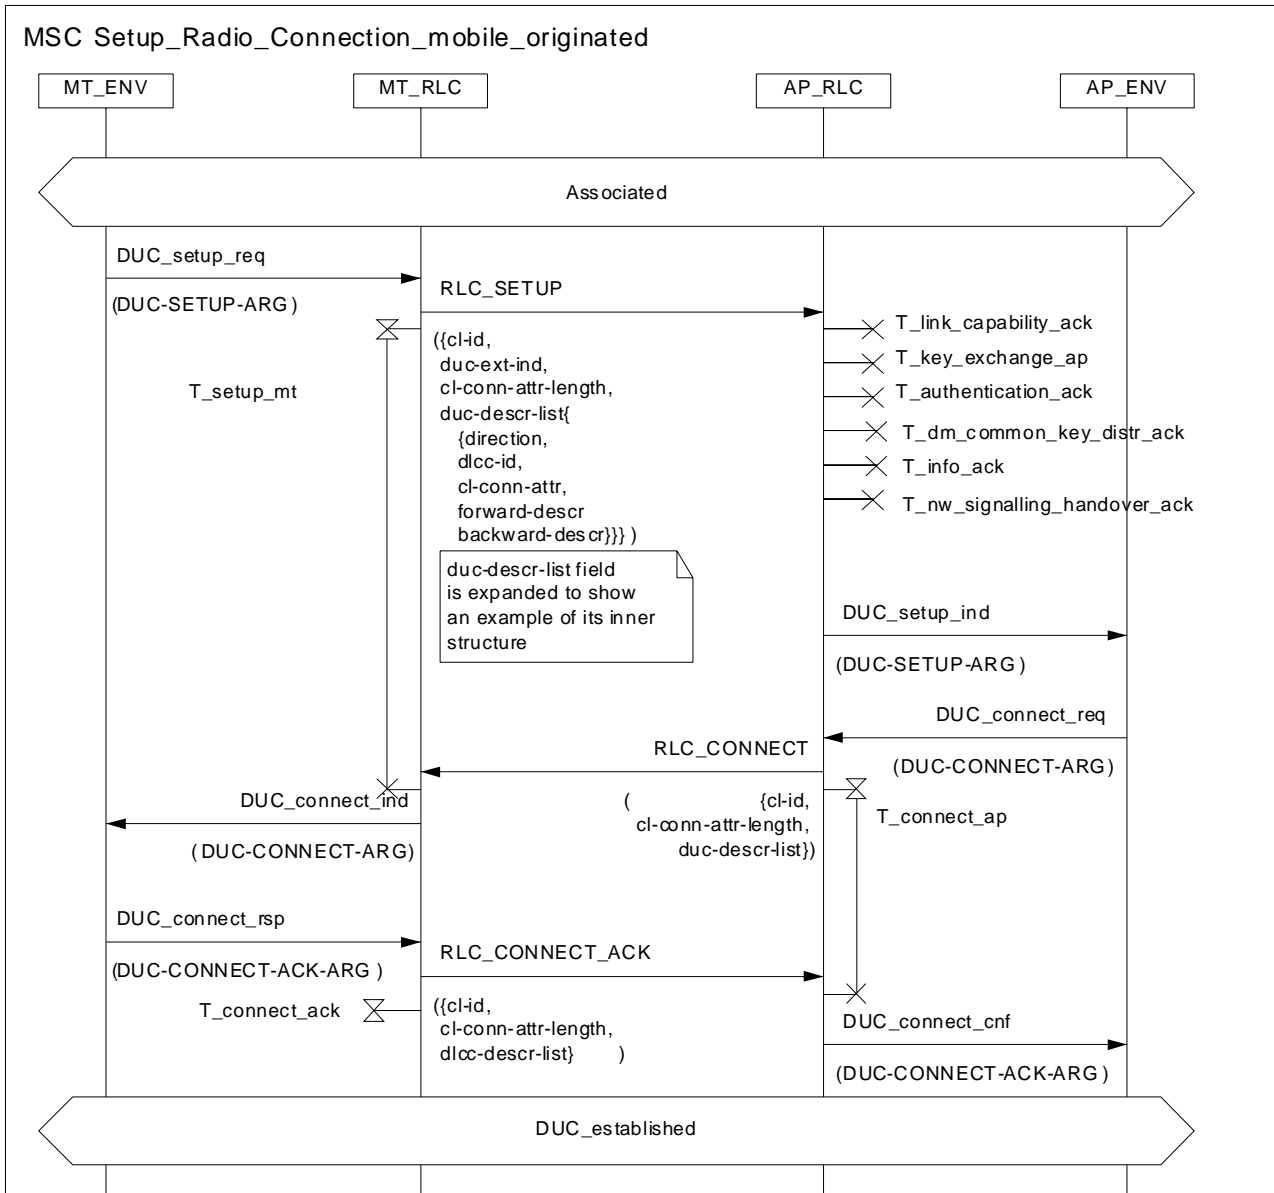 MSC Setup_Radio_Connection_mobile_originated
MT_ENV
MT_RLC
AP_RLC
AP_ENV
Associated
DUC_setup_req
(DUC-SETUP-ARG)
RLC_SETUP
({cl-id,
duc-ext-ind,
cl-conn-attr-length,
duc-descr-list{
{direction,
dlcc-id,
cl-conn-attr,
forward-descr
backward-descr}}} )
T_setup_mt
T_link_capability_ack
T_key_exchange_ap
T_authentication_ack
T_dm_common_key_distr_ack
T_info_ack
T_nw_signalling_handover_ack
duc-descr-list field
is expanded to show
an example of its inner
structure
DUC_setup_ind
(DUC-SETUP-ARG)
DUC_connect_req
(DUC-CONNECT-ARG)
RLC_CONNECT
( {cl-id,
cl-conn-attr-length,
duc-descr-list})
T_connect_ap
DUC_connect_ind
(DUC-CONNECT-ARG)
DUC_connect_rsp
(DUC-CONNECT-ACK-ARG)
RLC_CONNECT_ACK
({cl-id,
cl-conn-attr-length,
dlcc-descr-list} )
T_connect_ack
DUC_connect_cnf
(DUC-CONNECT-ACK-ARG)
DUC_established